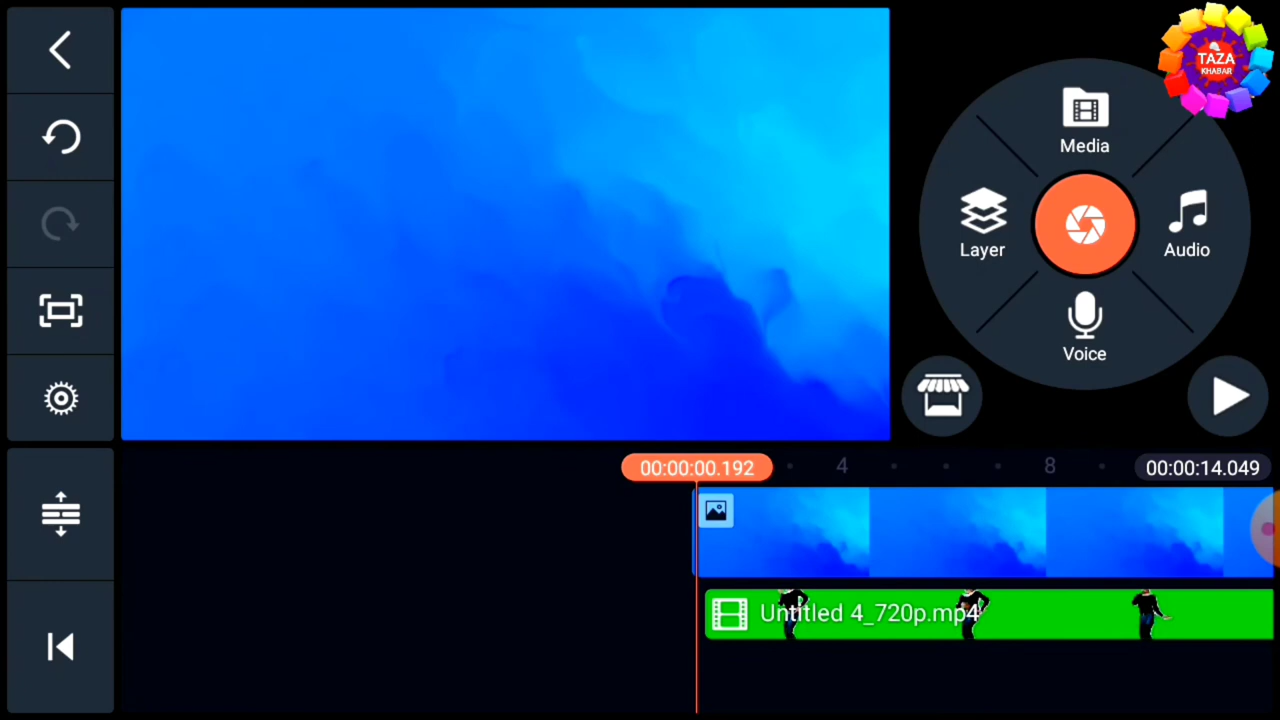 TAZA
KHABAR
Media
Layer
Audio
Voice
00:00:00.192
4
8
00:00:14.049
Untitled 4_720p.mp4